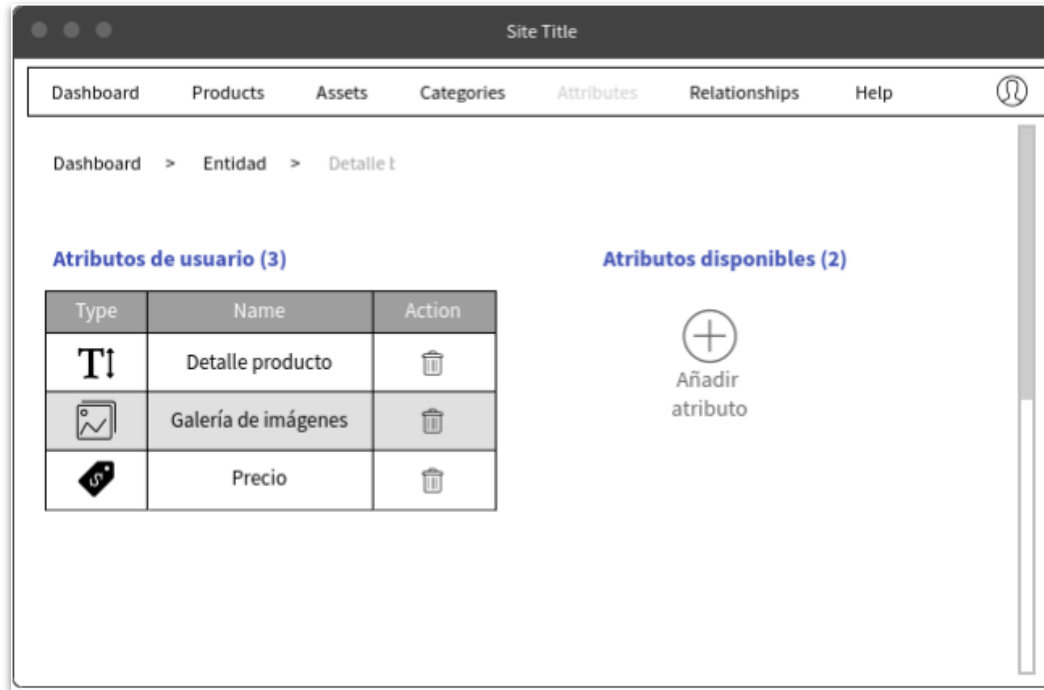 Site Title
Dashboard Products Assets Categories Attributes Relationships Help
Dashboard > Entidad > Detalle
Atributos de usuario (3)
Atributos disponibles (2)
Type Name Action
Detalle producto
Galería de imágenes
Precio
Añadir
atributo